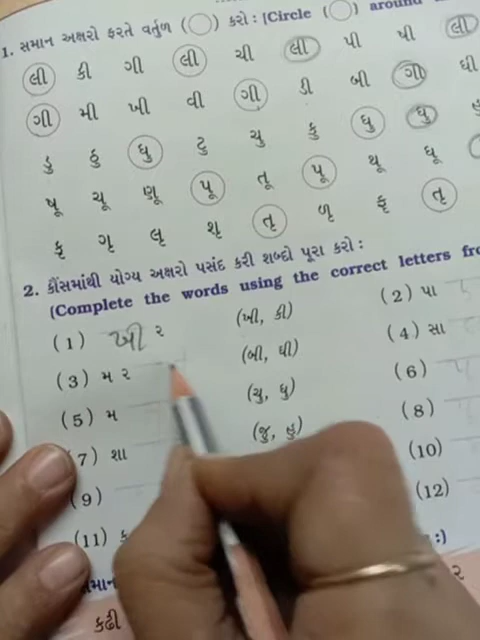 1. સમાન અક્ષરો ફરતે વર્તુળ (○) કરો : [Circle (○) around
લી કી ગી લી ચી લી પી ષી લી
ગી મી ખી વી ગી ડી બી ગી ઘી
ડુ ઠુ ધુ ટુ ચુ કુ ધુ ધુ
ષૂ ચૂ ણૂ પૂ તૂ પૂ થૂ ધૂ
કૃ ગૃ લૃ શૃ તૃ ળૃ ફૃ તૃ
2. કૌંસમાંથી યોગ્ય અક્ષરો પસંદ કરી શબ્દો પૂરા કરો :
[Complete the words using the correct letters
(1) ખી ર (ખી, કી) (2) પા
(3) મ ર (બી, ઘી) (4) સા
(5) મ (ચુ, ધુ) (6)
(7) શા (જુ, હુ) (8)
(9) (10)
(11) (12)
કઢી ર